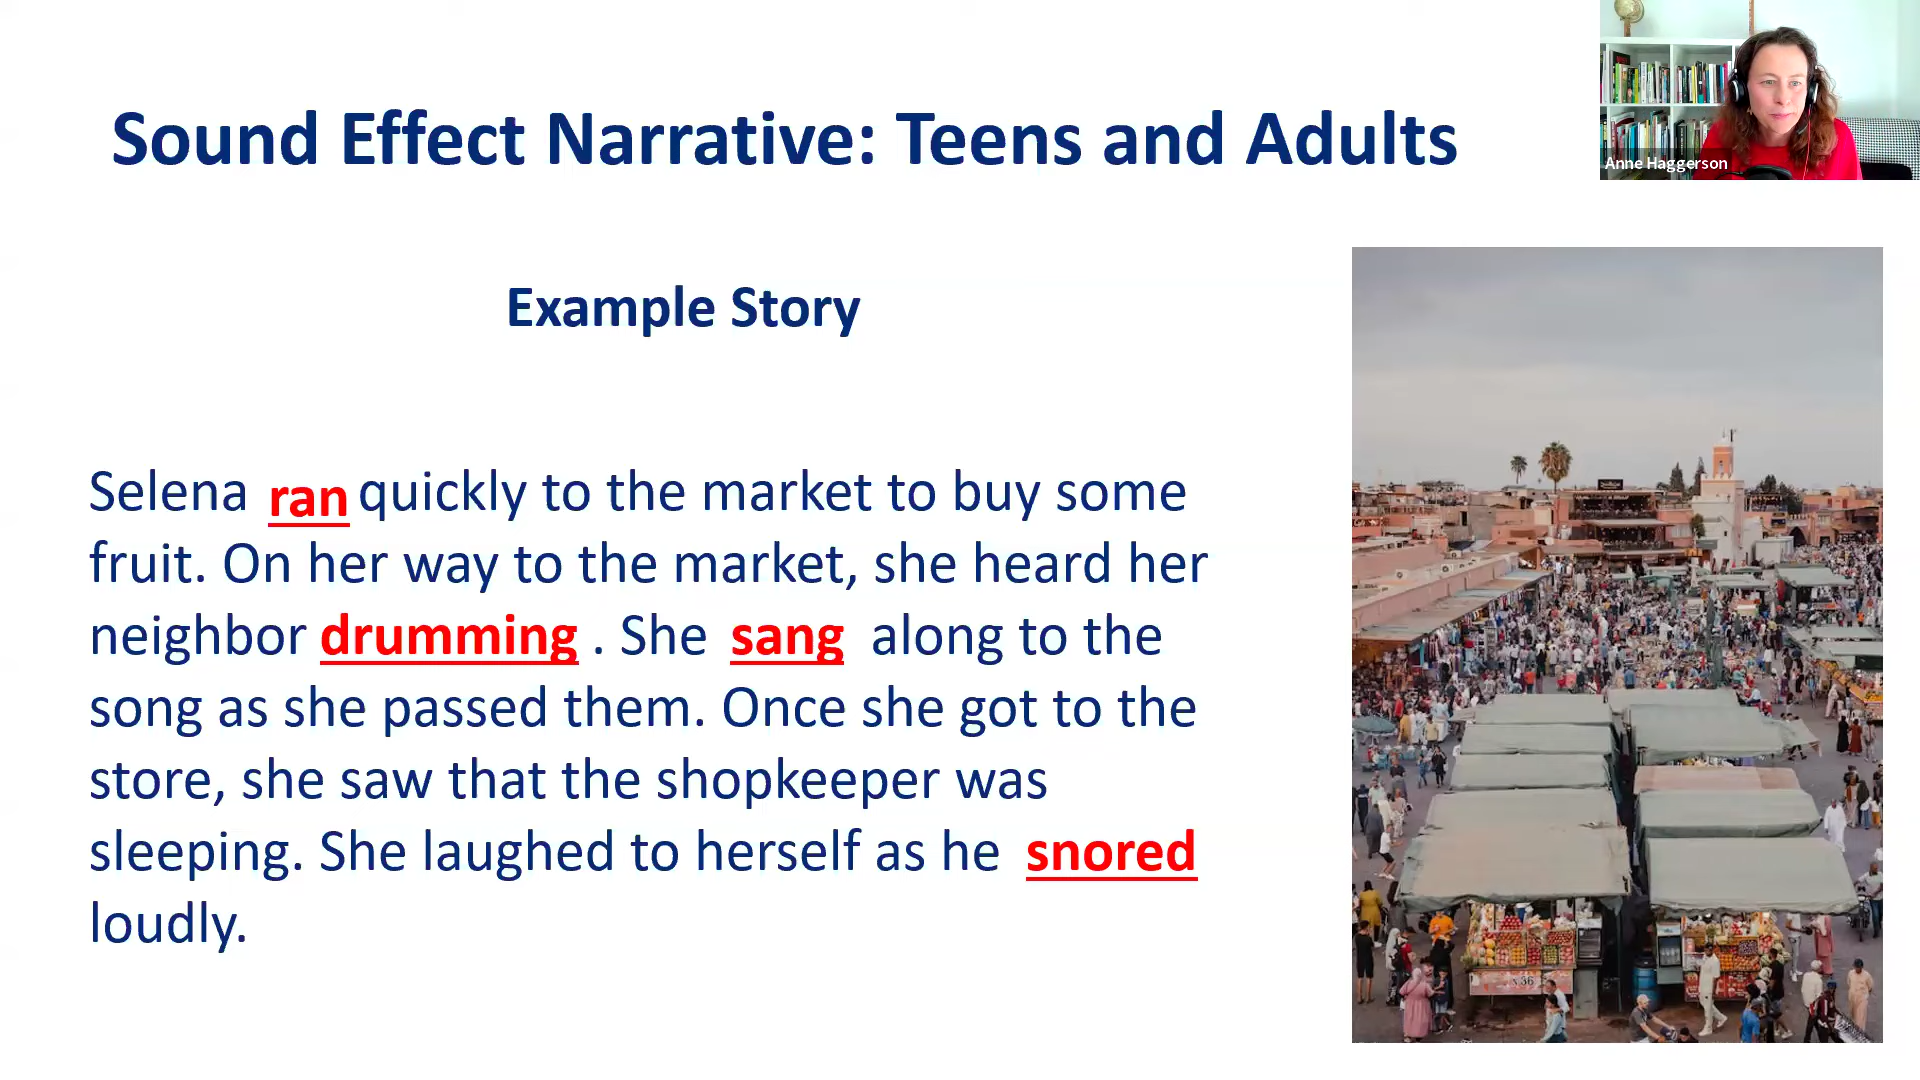 Sound Effect Narrative: Teens and Adults
Anne Haggerson
Example Story
Selena ran quickly to the market to buy some
fruit. On her way to the market, she heard her
neighbor drumming . She sang along to the
song as she passed them. Once she got to the
store, she saw that the shopkeeper was
sleeping. She laughed to herself as he snored
loudly.